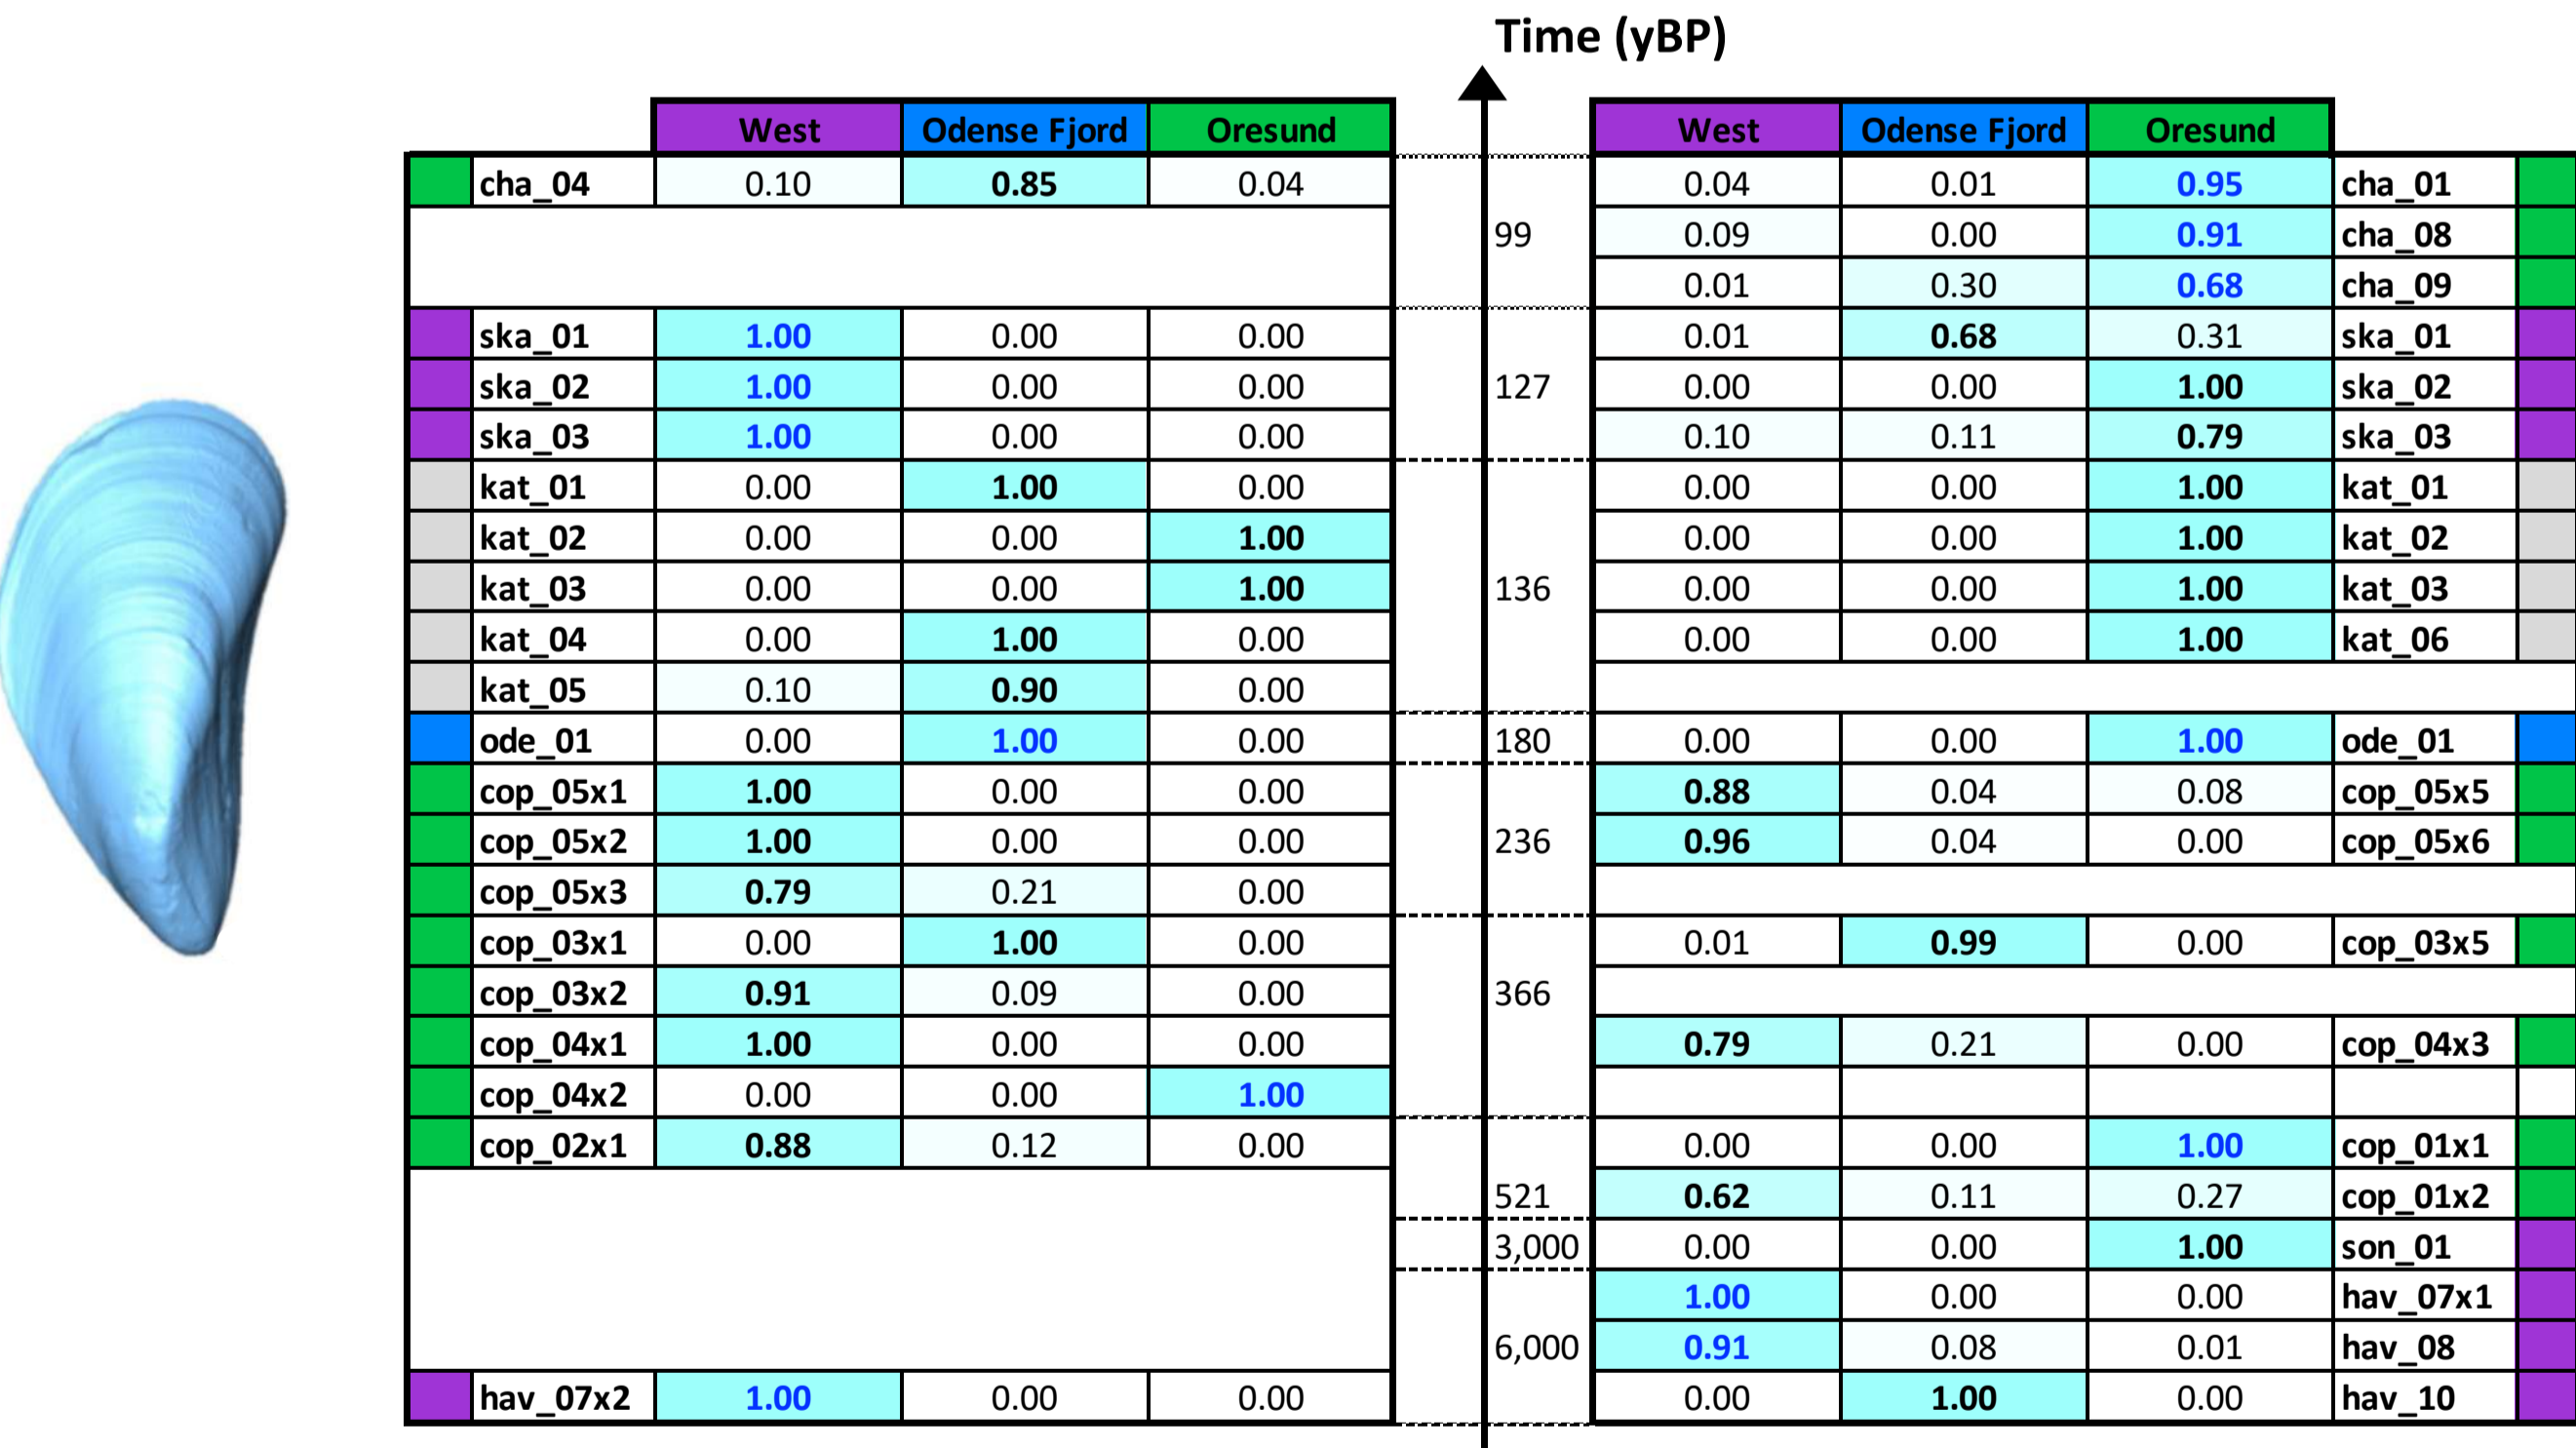 Time (yBP)
West Odense Fjord Oresund West Odense Fjord Oresund
cha_04 0.10 0.85 0.04 0.04 0.01 0.95 cha_01
99 0.09 0.00 0.91 cha_08
0.01 0.30 0.68 cha_09
ska_01 1.00 0.00 0.00 0.01 0.68 0.31 ska_01
ska_02 1.00 0.00 0.00 127 0.00 0.00 1.00 ska_02
ska_03 1.00 0.00 0.00 0.10 0.11 0.79 ska_03
kat_01 0.00 1.00 0.00 0.00 0.00 1.00 kat_01
kat_02 0.00 0.00 1.00 0.00 0.00 1.00 kat_02
kat_03 0.00 0.00 1.00 136 0.00 0.00 1.00 kat_03
kat_04 0.00 1.00 0.00 0.00 0.00 1.00 kat_06
kat_05 0.10 0.90 0.00
ode_01 0.00 1.00 0.00 180 0.00 0.00 1.00 ode_01
cop_05x1 1.00 0.00 0.00 0.88 0.04 0.08 cop_05x5
cop_05x2 1.00 0.00 0.00 236 0.96 0.04 0.00 cop_05x6
cop_05x3 0.79 0.21 0.00
cop_03x1 0.00 1.00 0.00 0.01 0.99 0.00 cop_03x5
cop_03x2 0.91 0.09 0.00 366
cop_04x1 1.00 0.00 0.00 0.79 0.21 0.00 cop_04x3
cop_04x2 0.00 0.00 1.00
cop_02x1 0.88 0.12 0.00 0.00 0.00 1.00 cop_01x1
521 0.62 0.11 0.27 cop_01x2
3,000 0.00 0.00 1.00 son_01
1.00 0.00 0.00 hav_07x1
6,000 0.91 0.08 0.01 hav_08
hav_07x2 1.00 0.00 0.00 0.00 1.00 0.00 hav_10